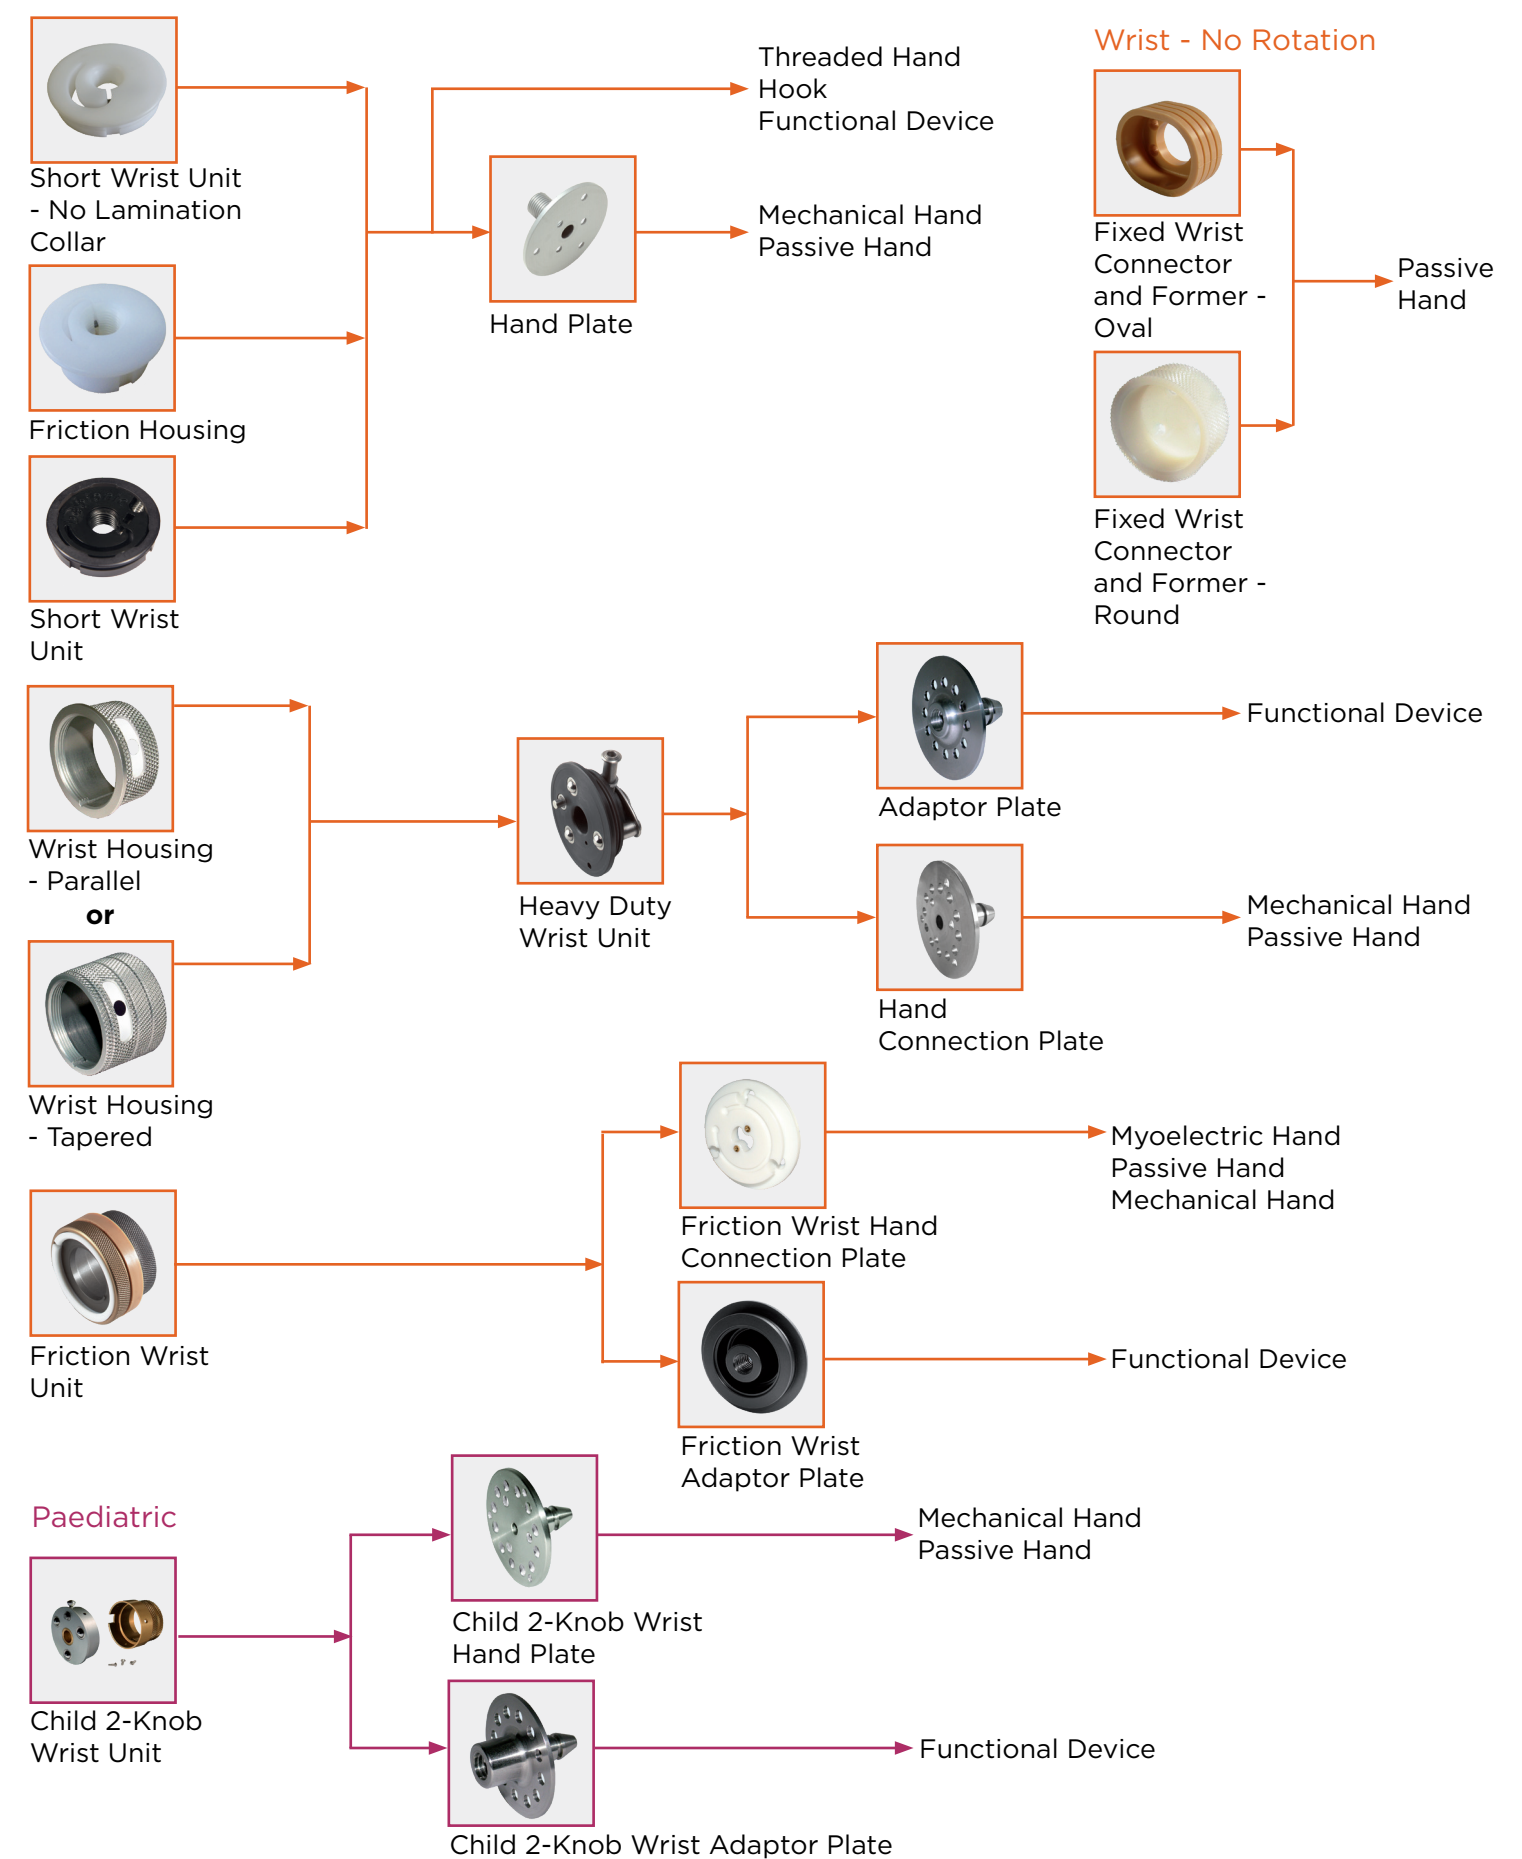 Threaded Hand
Hook
Functional Device
Wrist - No Rotation
Short Wrist Unit
- No Lamination
Collar
Hand Plate
Mechanical Hand
Passive Hand
Fixed Wrist
Connector
and Former -
Oval
Passive
Hand
Friction Housing
Fixed Wrist
Connector
and Former -
Round
Short Wrist
Unit
Wrist Housing
- Parallel
or
Wrist Housing
- Tapered
Heavy Duty
Wrist Unit
Adaptor Plate
Functional Device
Hand
Connection Plate
Mechanical Hand
Passive Hand
Friction Wrist
Unit
Friction Wrist Hand
Connection Plate
Myoelectric Hand
Passive Hand
Mechanical Hand
Friction Wrist
Adaptor Plate
Functional Device
Paediatric
Child 2-Knob
Wrist Unit
Child 2-Knob Wrist
Hand Plate
Mechanical Hand
Passive Hand
Child 2-Knob Wrist Adaptor Plate
Functional Device